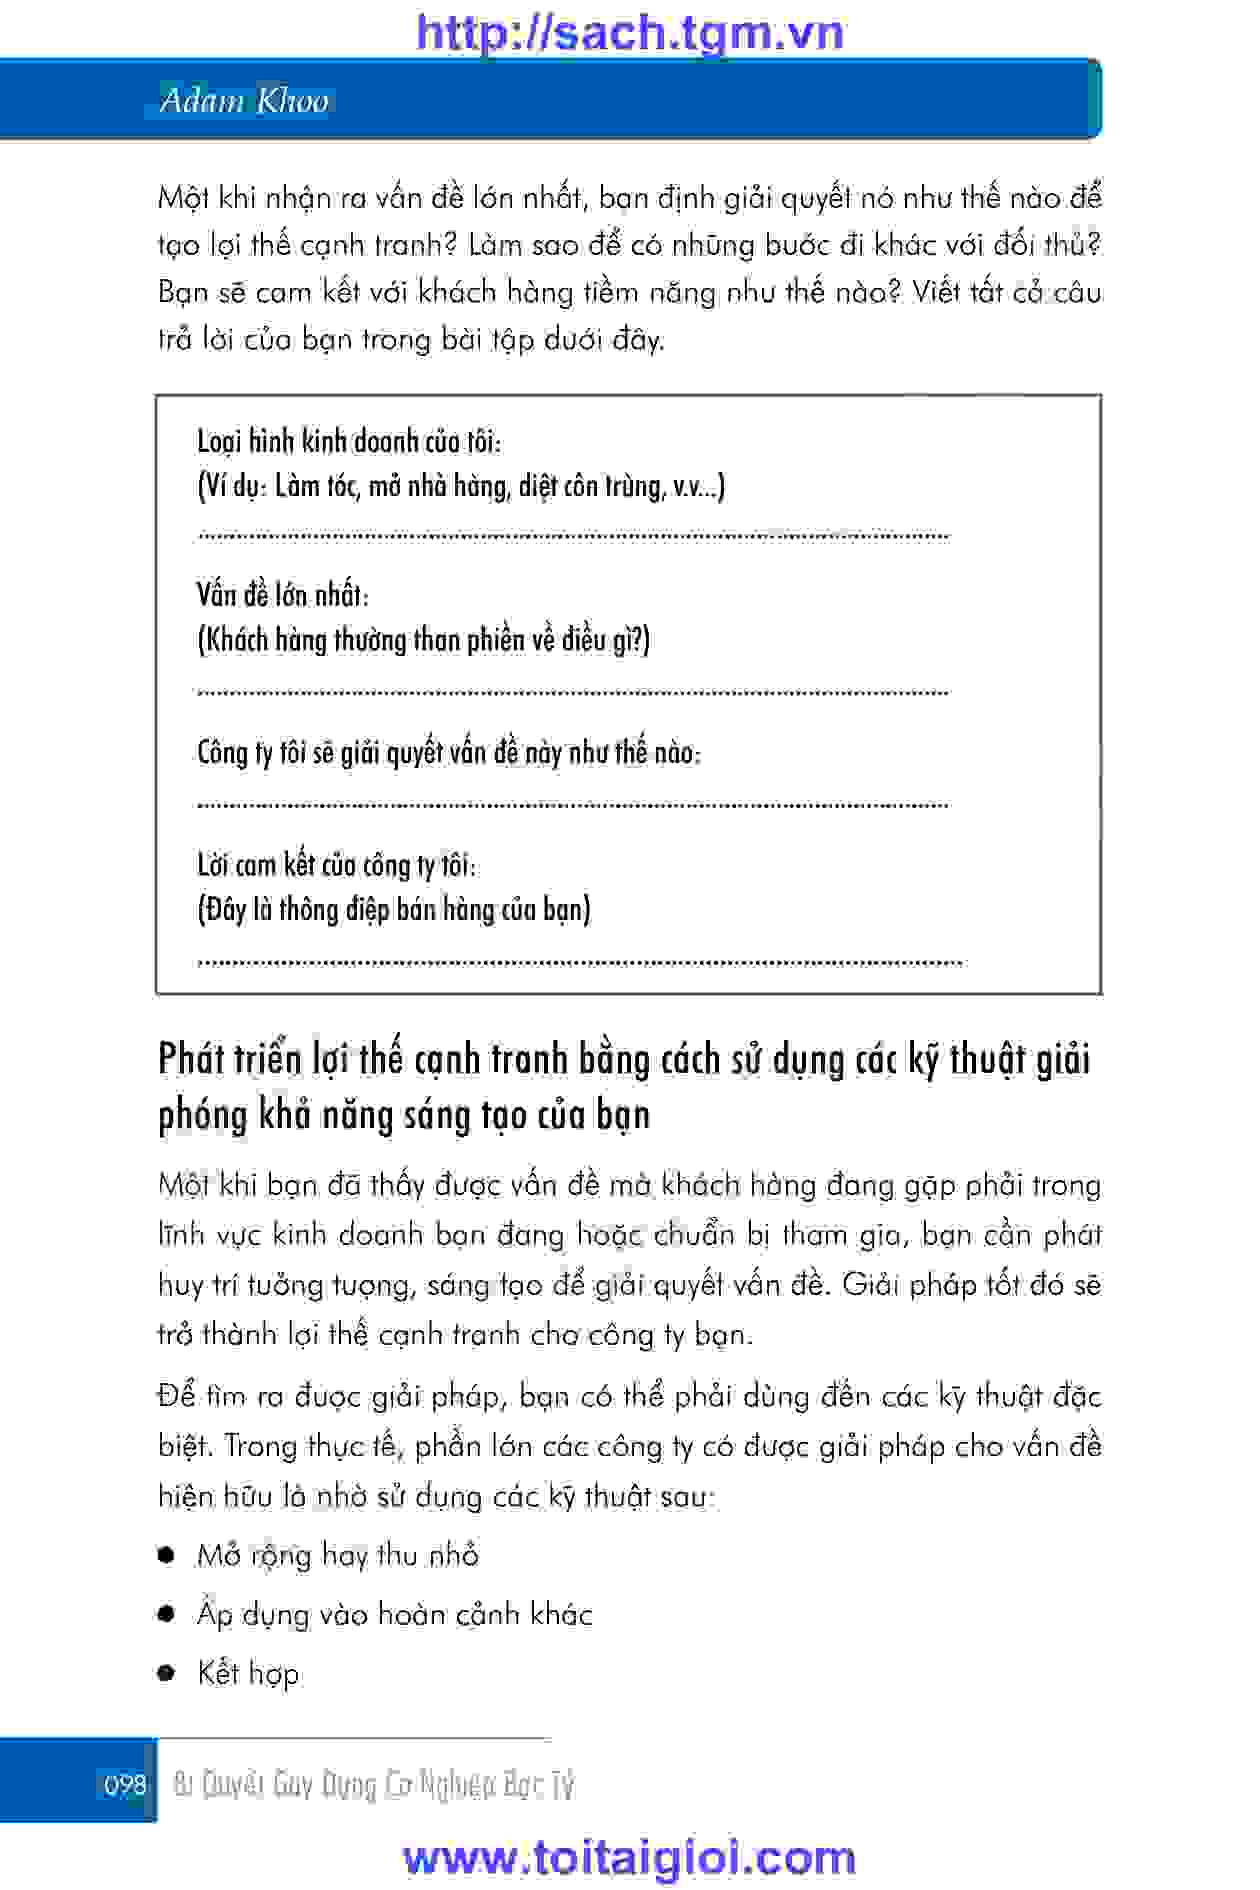 http://sach.tgm.vn
Adam Khoo
Một khi nhận ra vấn đề lớn nhất, bạn định giải quyết nó như thế nào để
tạo lợi thế cạnh tranh? Làm sao để có những bước đi khác với đối thủ?
Bạn sẽ cam kết với khách hàng tiềm năng như thế nào? Viết tất cả câu
trả lời của bạn trong bài tập dưới đây.
Loại hình kinh doanh của tôi:
(Ví dụ: Làm tóc, mở nhà hàng, diệt côn trùng, v.v...)
Vấn đề lớn nhất:
(Khách hàng thường than phiền về điều gì?)
Công ty tôi sẽ giải quyết vấn đề này như thế nào:
Lời cam kết của công ty tôi:
(Đây là thông điệp bán hàng của bạn)
Phát triển lợi thế cạnh tranh bằng cách sử dụng các kỹ thuật giải
phóng khả năng sáng tạo của bạn
Một khi bạn đã thấy được vấn đề mà khách hàng đang gặp phải trong
lĩnh vực kinh doanh bạn đang hoặc chuẩn bị tham gia, bạn cần phát
huy trí tưởng tượng, sáng tạo để giải quyết vấn đề. Giải pháp tốt đó sẽ
trở thành lợi thế cạnh tranh cho công ty bạn.
Để tìm ra được giải pháp, bạn có thể phải dùng đến các kỹ thuật đặc
biệt. Trong thực tế, phần lớn các công ty có được giải pháp cho vấn đề
hiện hữu là nhờ sử dụng các kỹ thuật sau:
● Mở rộng hay thu nhỏ
● Áp dụng vào hoàn cảnh khác
● Kết hợp
098 Bí Quyết Gây Dựng Cơ Nghiệp Bạc Tỷ
www.toitaigioi.com